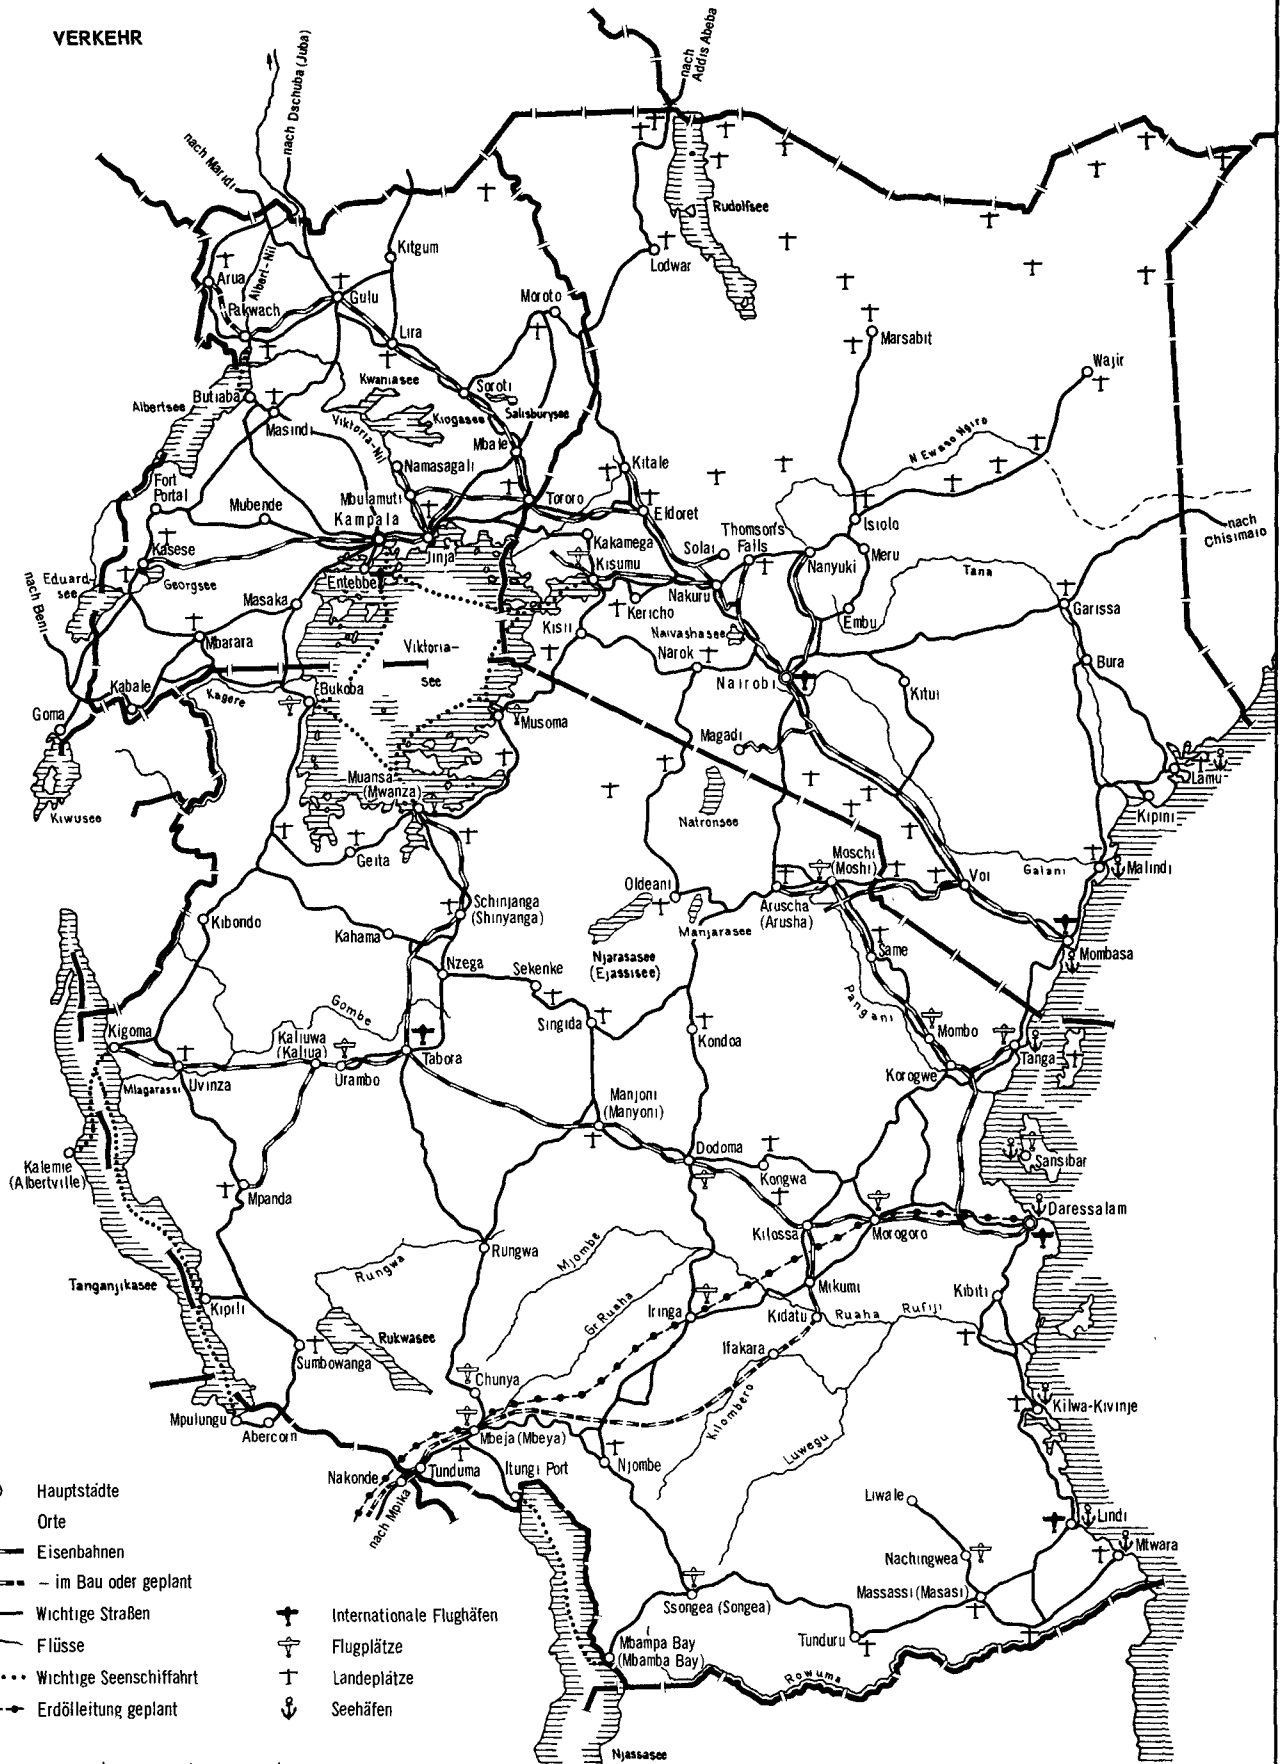 VERKEHR
nach
Addis Abeba
nach Dschuba (Juba)
nach Maridi
Rudolfsee
Kitgum
Lodwar
Arua
Albert-Nil
Pakwach
Gulu
Moroto
Lira
Marsabit
Wajir
Kwaniasee
Soroti
Butiaba
Albertsee
Salisburysee
Kiogasee
Masindi
Viktoria-Nil
Mbale
N Ewaso Ngiro
Namasagali
Kitale
Fort
Portal
Mbulamuti
Tororo
Mubende
Kampala
Eldoret
Isiolo
nach
Chisimaio
Thomson's
Falls
Kakamega
Solai
Meru
Kasese
Jinja
Kisumu
Nanyuki
Tana
Eduard-
see
Georgsee
Entebbe
nach Beni
Nakuru
Kericho
Masaka
Garissa
Embu
Kisii
Naivashasee
Mbarara
Viktoria-
see
Narok
Bura
Nairobi
Kabale
Kagere
Bukoba
Kitui
Goma
Musoma
Magadi
Muansa
(Mwanza)
Lamu
Kiwusee
Natronsee
Kipini
Geita
Moschi
(Moshi)
Galani
Malindi
Voi
Oldeani
Aruscha
(Arusha)
Schinjanga
(Shinyanga)
Kibondo
Manjarasee
Kahama
Same
Mombasa
Njarasasee
(Ejassisee)
Nzega
Sekenke
Pangani
Gombe
Singida
Kigoma
Kondoa
Mombo
Kaliuwa
(Kaliua)
Tabora
Tanga
Urambo
Korogwe
Mlagarassi
Uvinza
Manjoni
(Manyoni)
Dodoma
Kalemie
(Albertville)
Sansibar
Kongwa
Mpanda
Daressalam
Kilossa
Morogoro
Rungwa
Mjombe
Rungwa
Tanganjikasee
Mikumi
Kibiti
Kipili
Gr Ruaha
Iringa
Kidatu
Ruaha
Rufiji
Rukwasee
Ifakara
Sumbowanga
Chunya
Kilwa-Kivinje
Mpulungu
Abercorn
Mbeja (Mbeya)
Kilombero
Luwegu
Nakonde
Tunduma
Itungi Port
Njombe
nach Mpika
Liwale
Lindi
Mtwara
Nachingwea
Massassi (Masasi)
Ssongea (Songea)
Tunduru
Mbampa Bay
(Mbamba Bay)
Rowuma
Njassasee
Hauptstädte
Orte
Eisenbahnen
– im Bau oder geplant
Wichtige Straßen
Flüsse
Wichtige Seenschiffahrt
Erdölleitung geplant
Internationale Flughäfen
Flugplätze
Landeplätze
Seehäfen